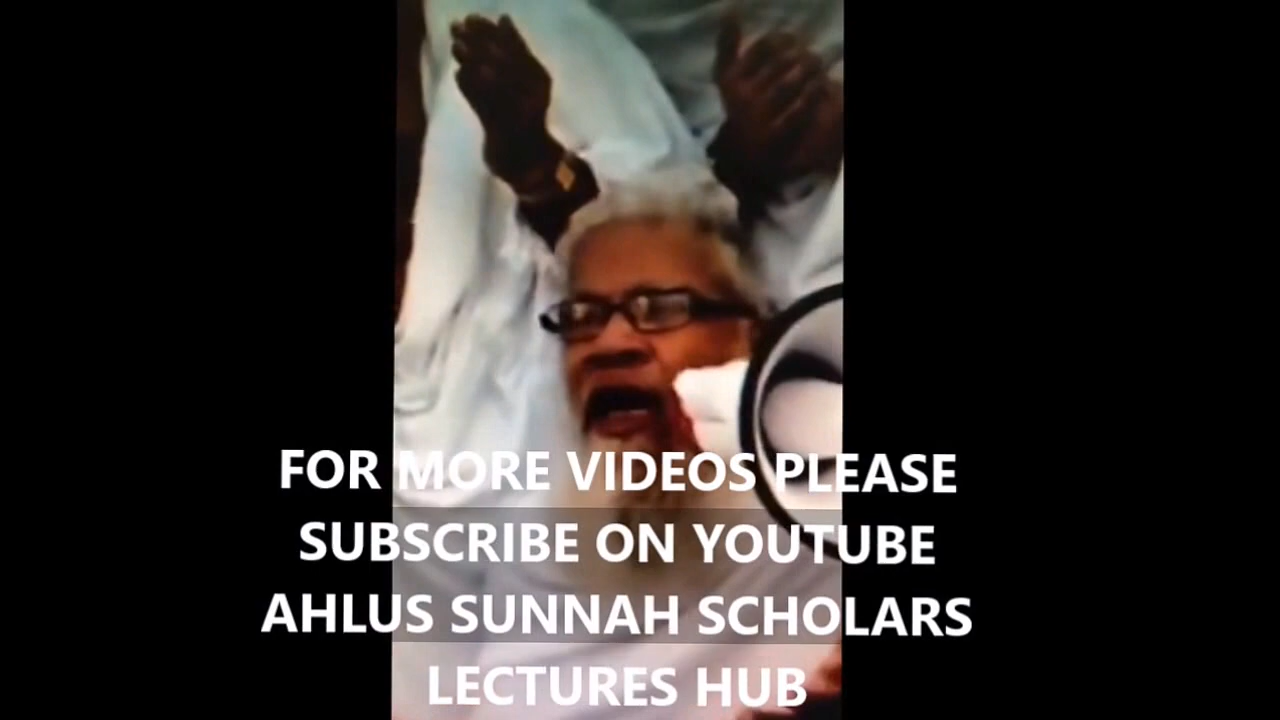 FOR MORE VIDEOS PLEASE
SUBSCRIBE ON YOUTUBE
AHLUS SUNNAH SCHOLARS
LECTURES HUB